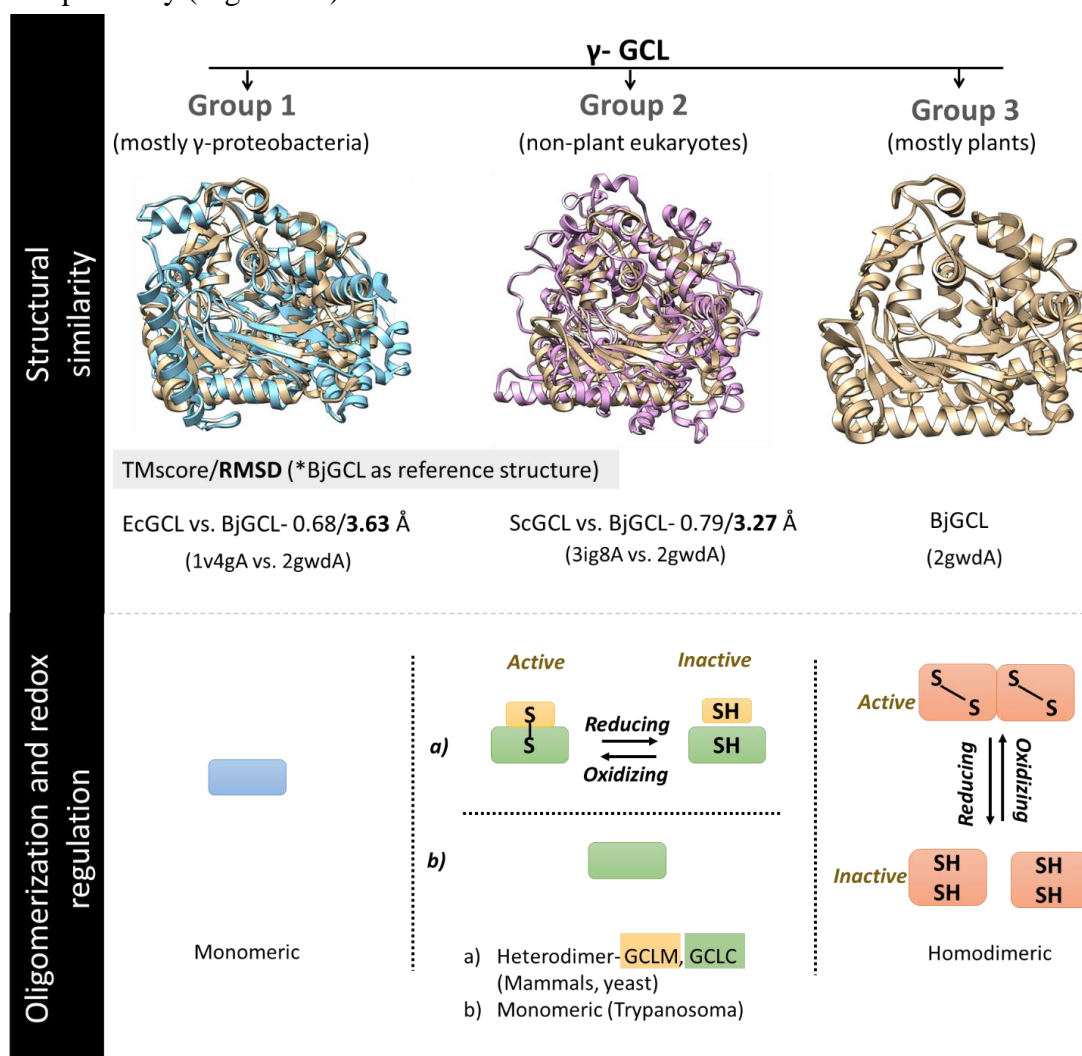 γ- GCL
Group 1
(mostly γ-proteobacteria)
Group 2
(non-plant eukaryotes)
Group 3
(mostly plants)
Structural
similarity
TMscore/RMSD (*BjGCL as reference structure)
EcGCL vs. BjGCL- 0.68/3.63 Å
(1v4gA vs. 2gwdA)
ScGCL vs. BjGCL- 0.79/3.27 Å
(3ig8A vs. 2gwdA)
BjGCL
(2gwdA)
Oligomerization and redox
regulation
Monomeric
Active
Inactive
a)
S
S
Reducing
Oxidizing
SH
SH
b)
a) Heterodimer-GCLM, GCLC
(Mammals, yeast)
b) Monomeric (Trypanosoma)
Active
S
S
S
S
Reducing
Oxidizing
Inactive
SH
SH
SH
SH
Homodimeric